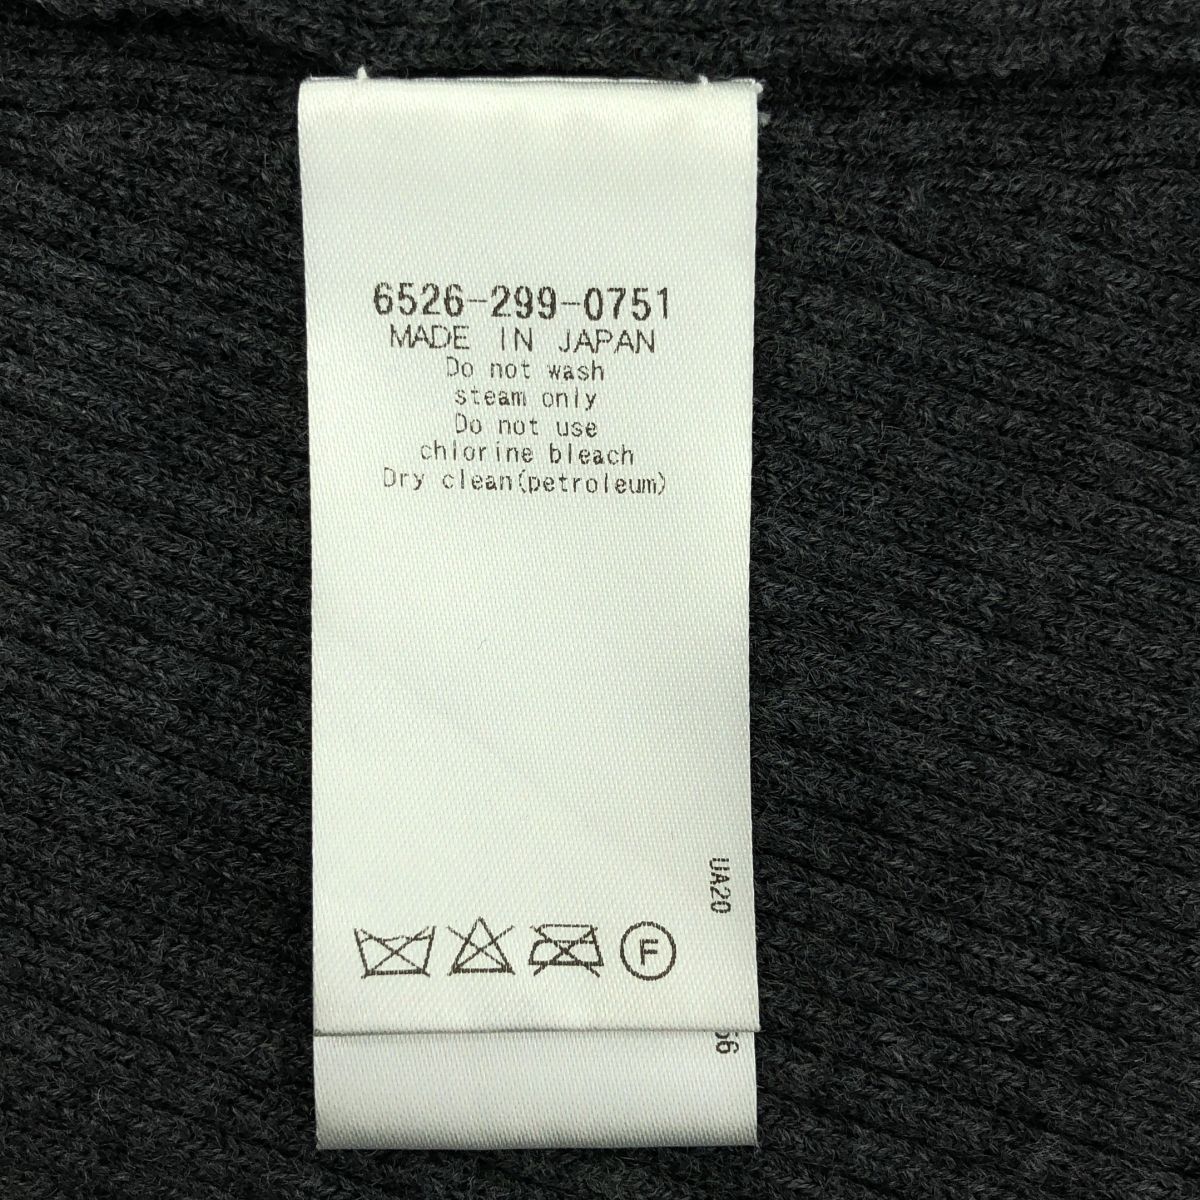 6526-299-0751
MADE IN JAPAN
Do not wash
steam only
Do not use
chlorine bleach
Dry clean(petroleum)
UA20
F